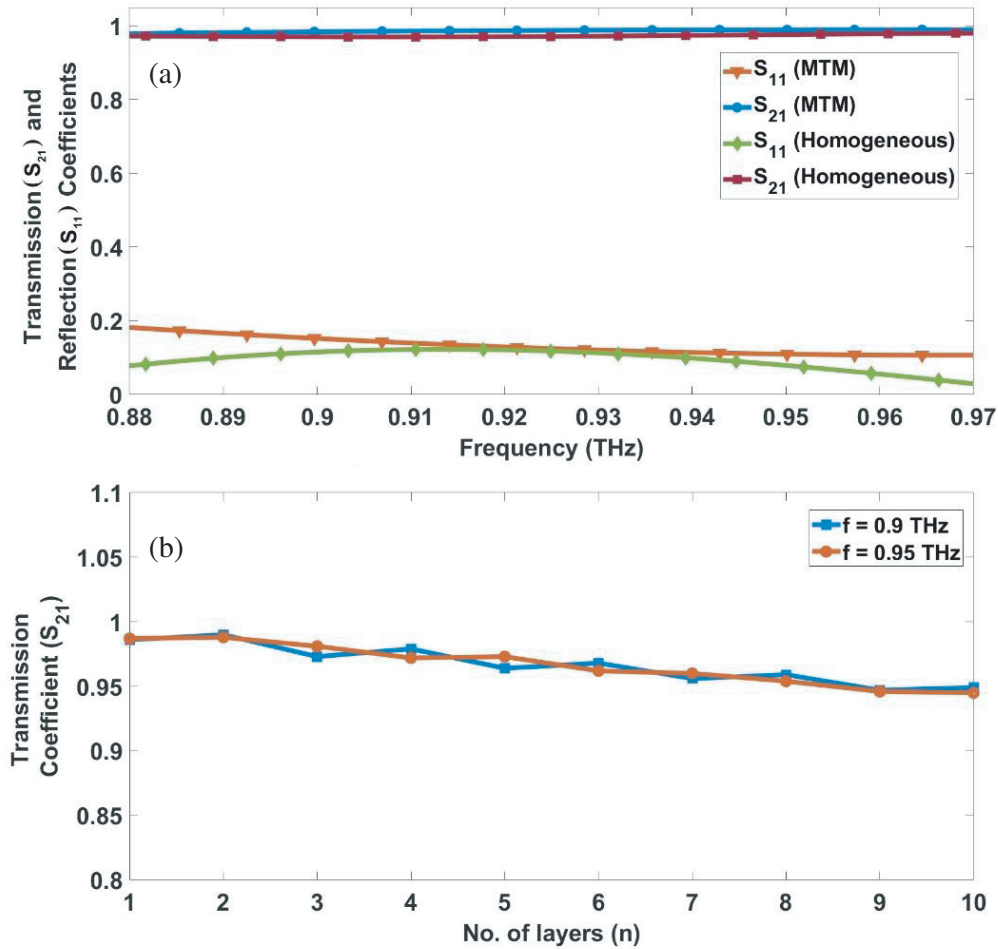 1
0.8
0.6
0.4
0.2
0
(a)
Transmission(S21) and
Reflection(S11) Coefficients
S11 (MTM)
S21 (MTM)
S11 (Homogeneous)
S21 (Homogeneous)
0.88 0.89 0.9 0.91 0.92 0.93 0.94 0.95 0.96 0.97
Frequency (THz)
1.1
1.05
1
0.95
0.9
0.85
0.8
(b)
Transmission
Coefficient (S21)
f = 0.9 THz
f = 0.95 THz
1 2 3 4 5 6 7 8 9 10
No. of layers (n)